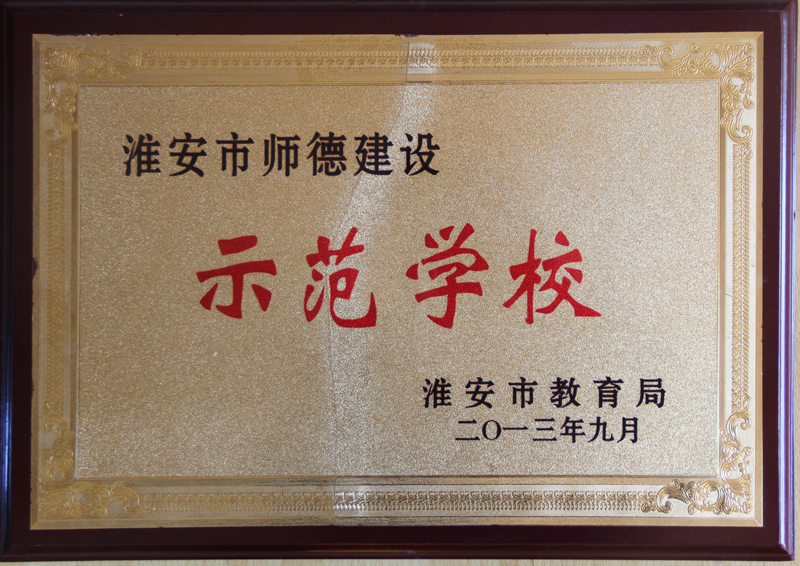 淮安市师德建设
示范学校
淮安市教育局
二〇一三年九月